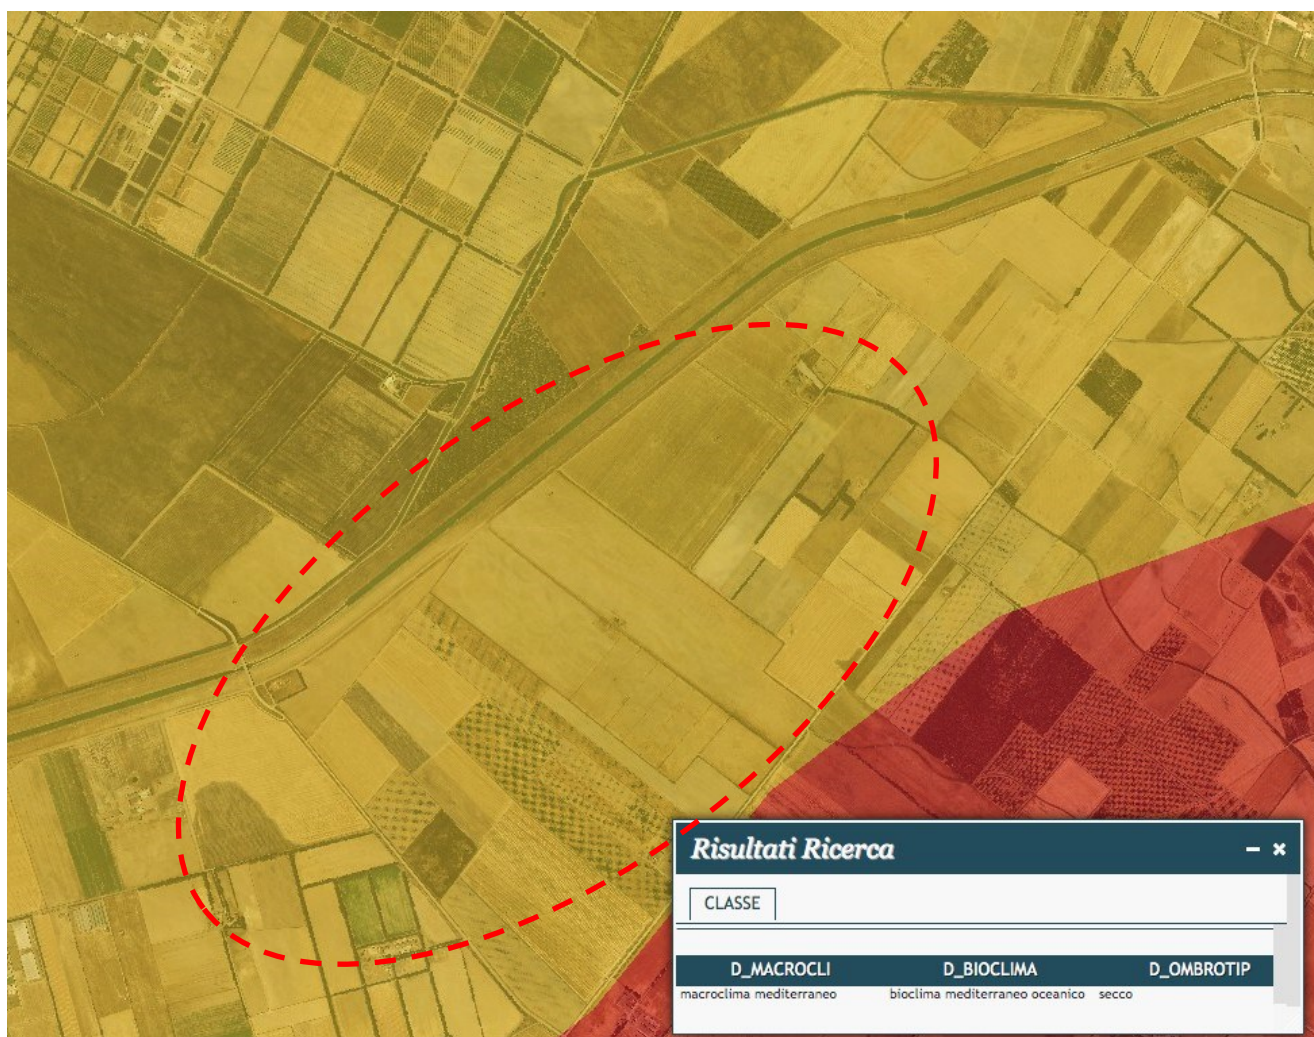 Risultati Ricerca
CLASSE
D_MACROCLI D_BIOCLIMA D_OMBROTIP
macroclima mediterraneo bioclima mediterraneo oceanico secco